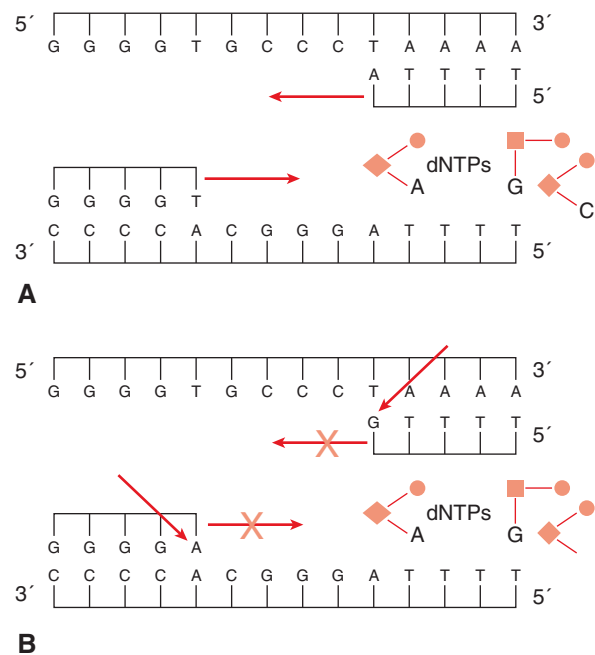 5´ 3´
G G G G T G C C C T A A A A
A T T T T
5´
dNTPs
A G C
G G G G T
C C C C A C G G G A T T T T
3´ 5´
A
5´ 3´
G G G G T G C C C T A A A A
G T T T T
5´
X
X dNTPs
A G
G G G G A
C C C C A C G G G A T T T T
3´ 5´
B